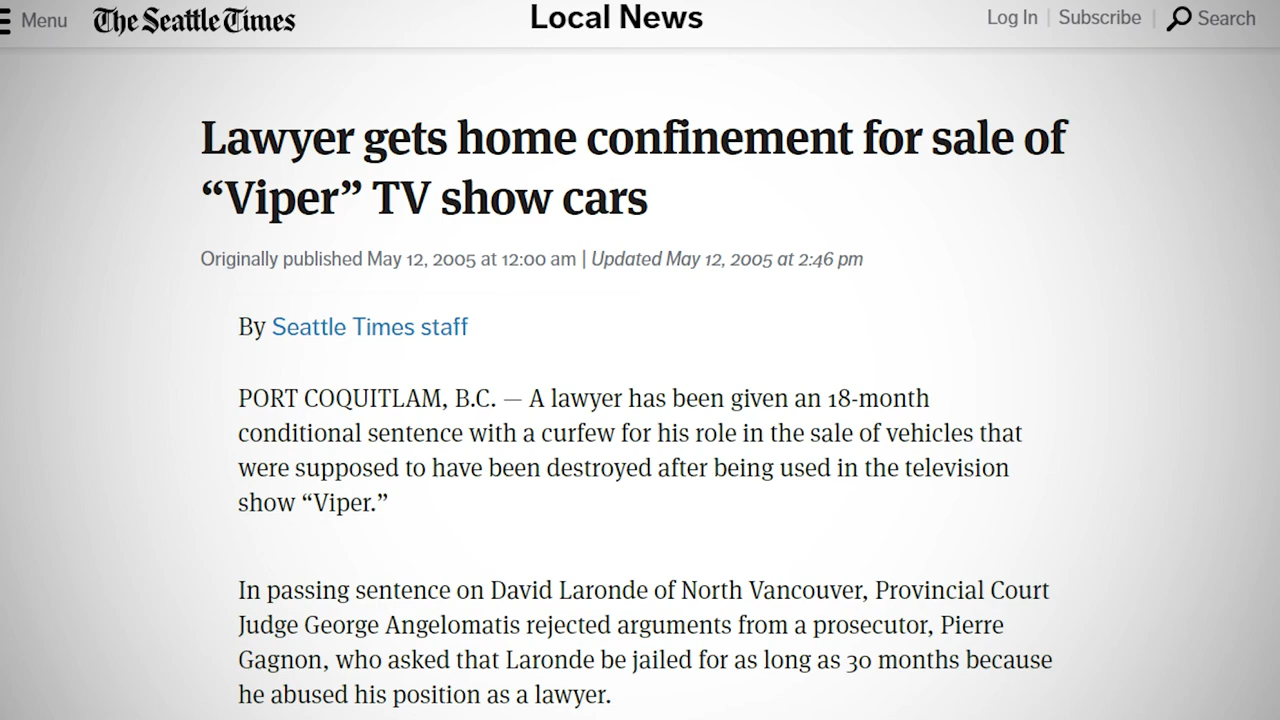 Menu The Seattle Times Local News Log In | Subscribe | Search
Lawyer gets home confinement for sale of
“Viper” TV show cars
Originally published May 12, 2005 at 12:00 am | Updated May 12, 2005 at 2:46 pm
By Seattle Times staff
PORT COQUITLAM, B.C. — A lawyer has been given an 18-month
conditional sentence with a curfew for his role in the sale of vehicles that
were supposed to have been destroyed after being used in the television
show “Viper.”
In passing sentence on David Laronde of North Vancouver, Provincial Court
Judge George Angelomatis rejected arguments from a prosecutor, Pierre
Gagnon, who asked that Laronde be jailed for as long as 30 months because
he abused his position as a lawyer.